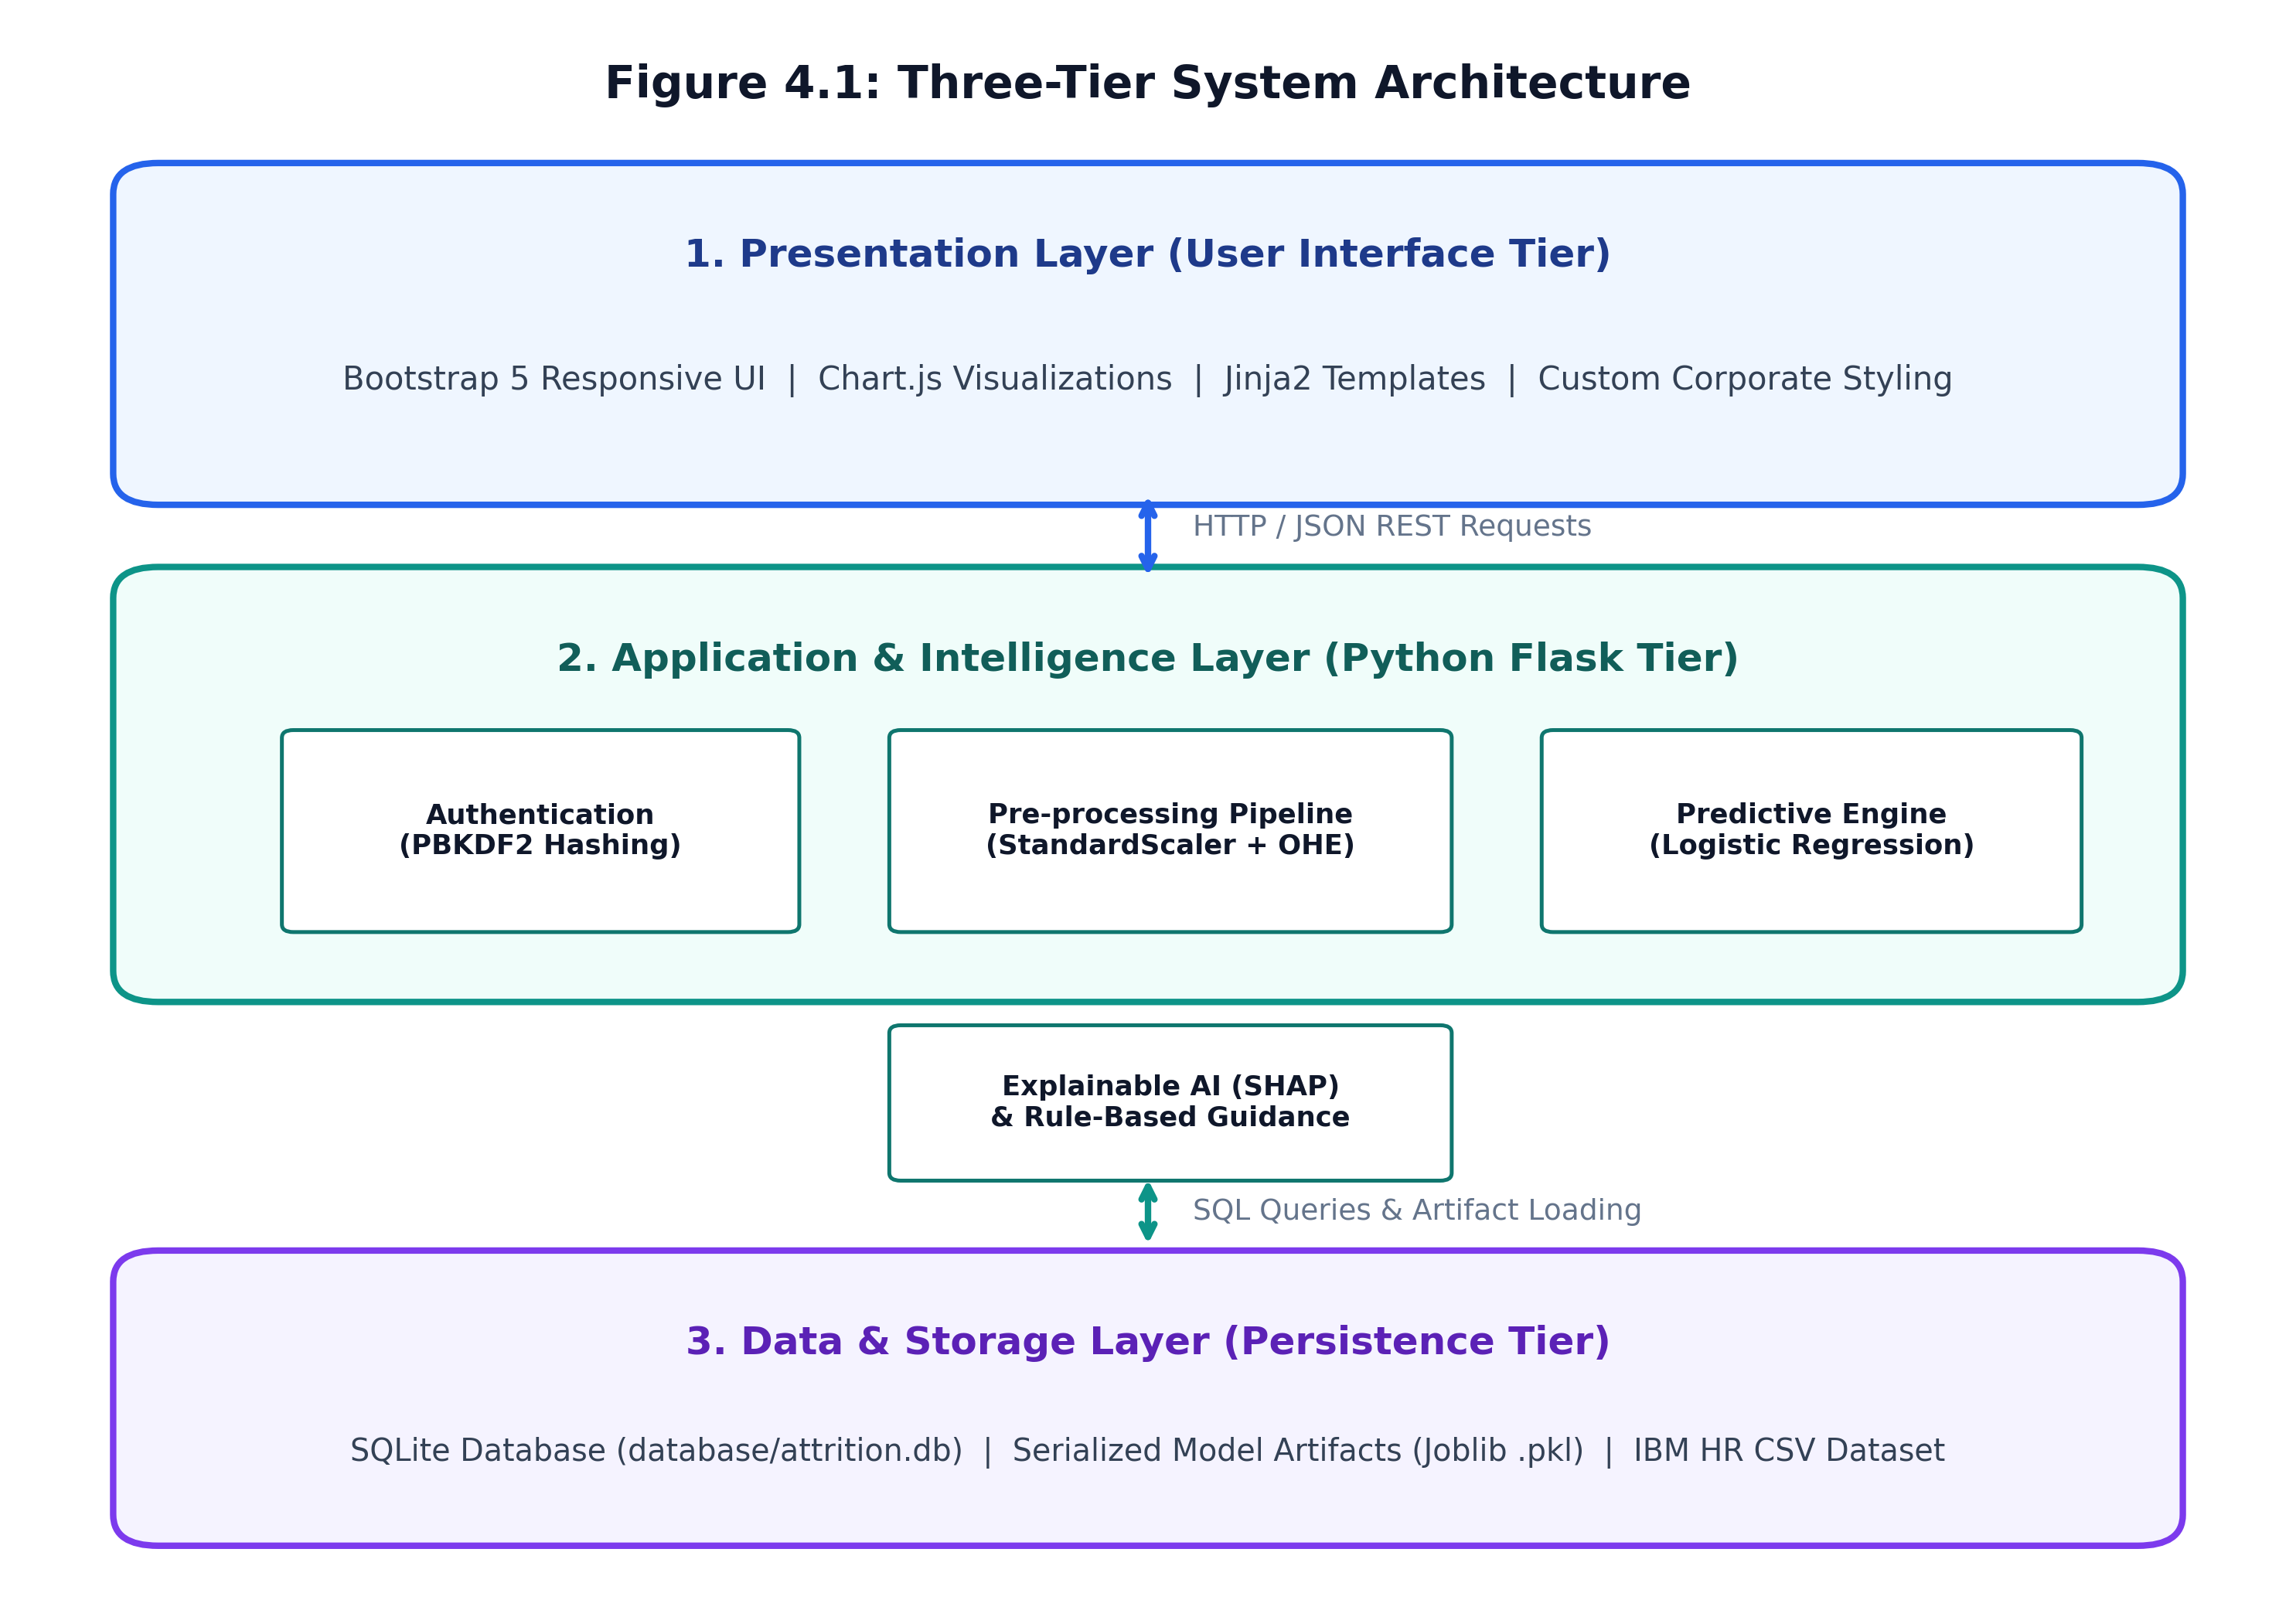 Figure 4.1: Three-Tier System Architecture
1. Presentation Layer (User Interface Tier)
Bootstrap 5 Responsive UI | Chart.js Visualizations | Jinja2 Templates | Custom Corporate Styling
HTTP / JSON REST Requests
2. Application & Intelligence Layer (Python Flask Tier)
Authentication
(PBKDF2 Hashing)
Pre-processing Pipeline
(StandardScaler + OHE)
Predictive Engine
(Logistic Regression)
Explainable AI (SHAP)
& Rule-Based Guidance
SQL Queries & Artifact Loading
3. Data & Storage Layer (Persistence Tier)
SQLite Database (database/attrition.db) | Serialized Model Artifacts (Joblib .pkl) | IBM HR CSV Dataset